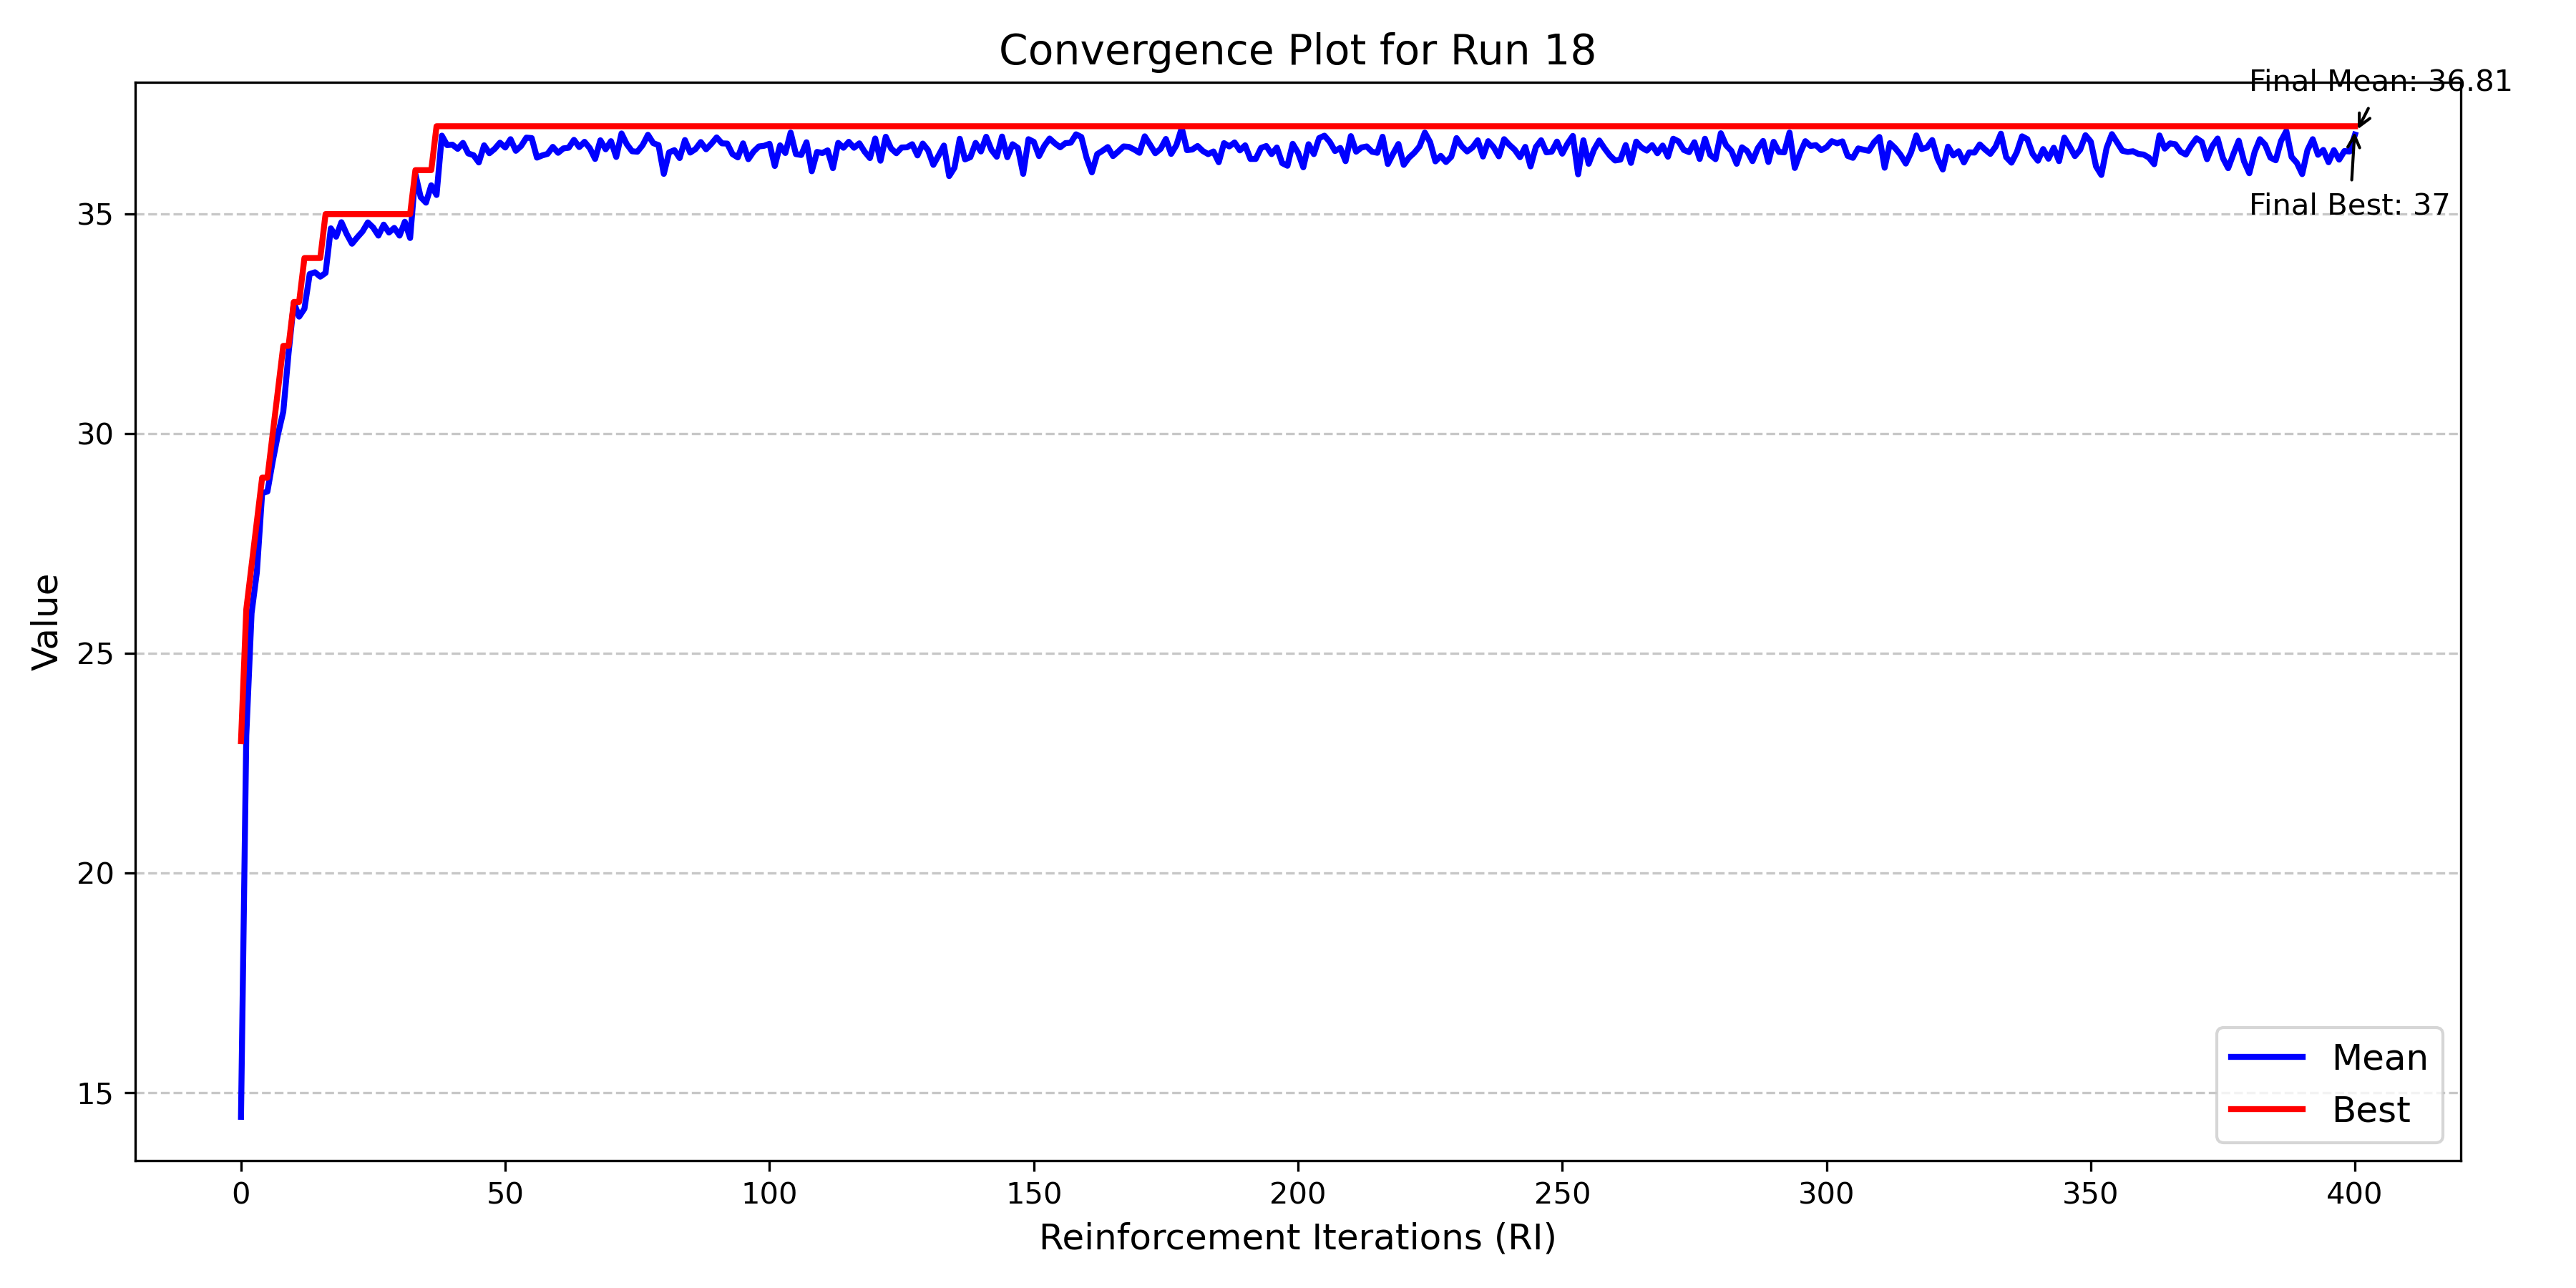 Convergence Plot for Run 18
Final Mean: 36.81
Final Best: 37
Value
35
30
25
20
15
0 50 100 150 200 250 300 350 400
Reinforcement Iterations (RI)
Mean
Best